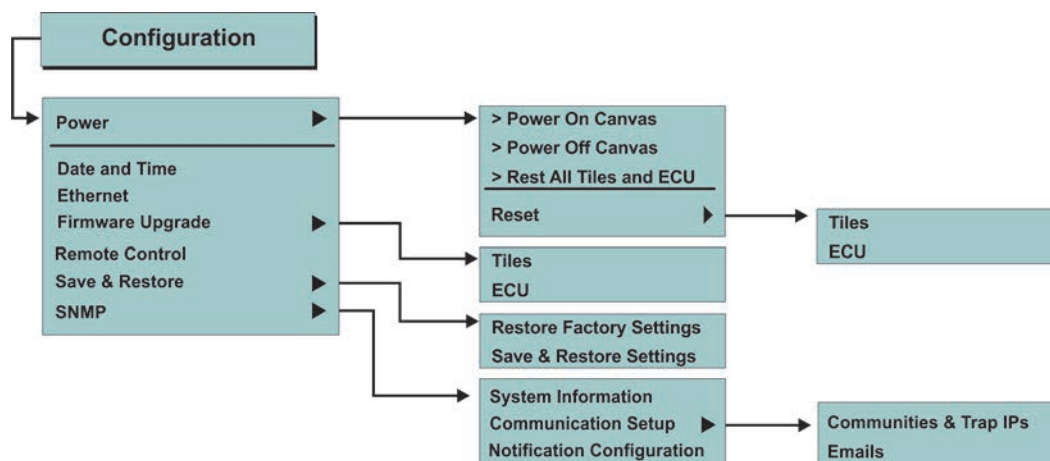 Configuration
Power
Date and Time
Ethernet
Firmware Upgrade
Remote Control
Save & Restore
SNMP
> Power On Canvas
> Power Off Canvas
> Rest All Tiles and ECU
Reset
Tiles
ECU
Tiles
ECU
Restore Factory Settings
Save & Restore Settings
System Information
Communication Setup
Notification Configuration
Communities & Trap IPs
Emails